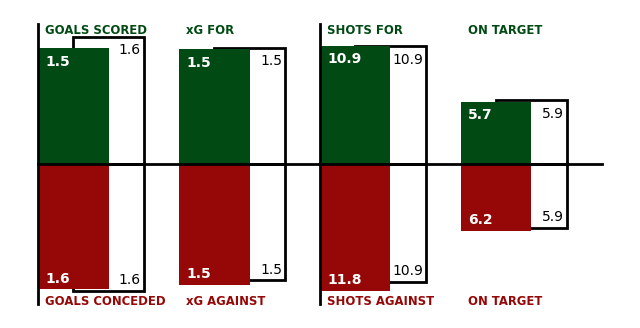 GOALS SCORED xG FOR SHOTS FOR ON TARGET
1.5 1.6 1.5 1.5 10.9 10.9 5.7 5.9
1.6 1.6 1.5 1.5 11.8 10.9 6.2 5.9
GOALS CONCEDED xG AGAINST SHOTS AGAINST ON TARGET